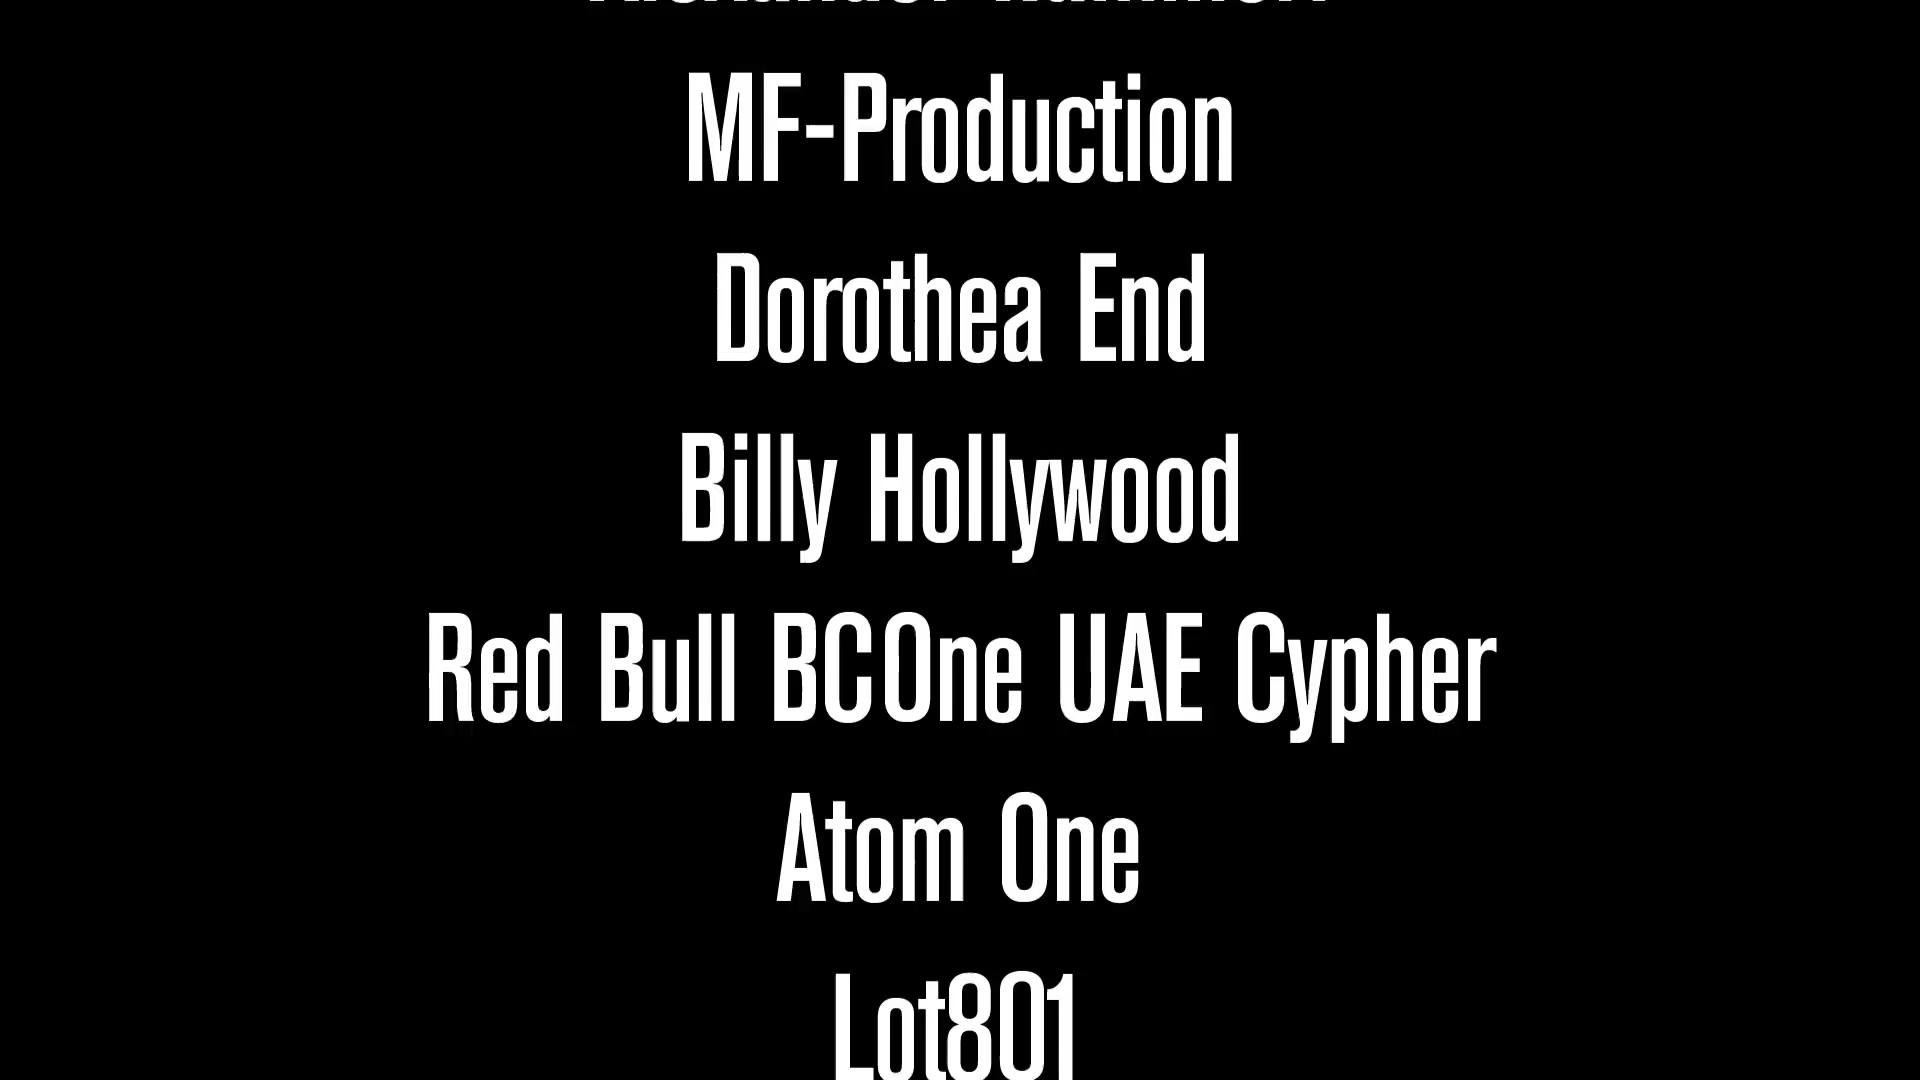 MF-Production
Dorothea End
Billy Hollywood
Red Bull BCOne UAE Cypher
Atom One
Lot801